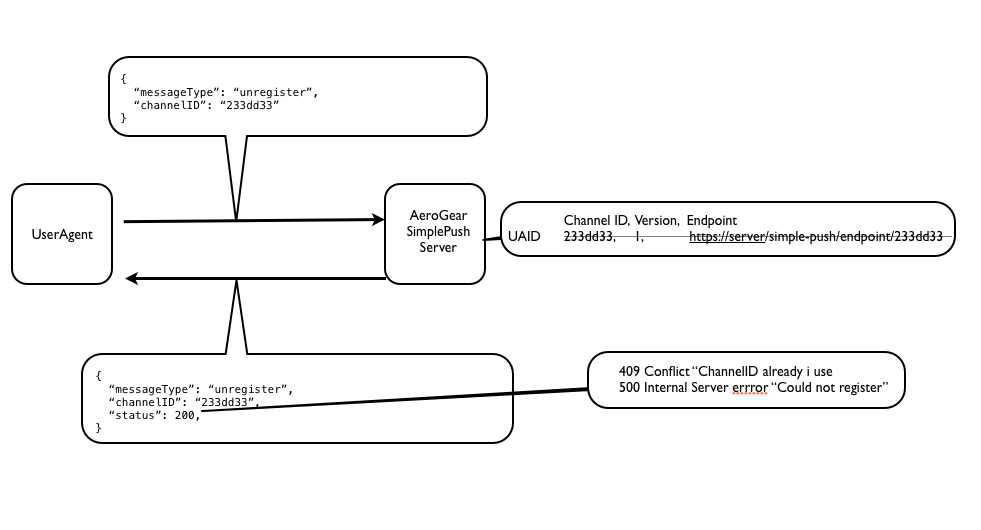 {
“messageType”: “unregister”,
“channelID”: “233dd33”
}
UserAgent
AeroGear
SimplePush
Server
Channel ID, Version, Endpoint
UAID 233dd33, 1, https://server/simple-push/endpoint/233dd33
{
“messageType”: “unregister”,
“channelID”: “233dd33”,
“status”: 200,
}
409 Conflict “ChannelID already i use
500 Internal Server errror “Could not register”